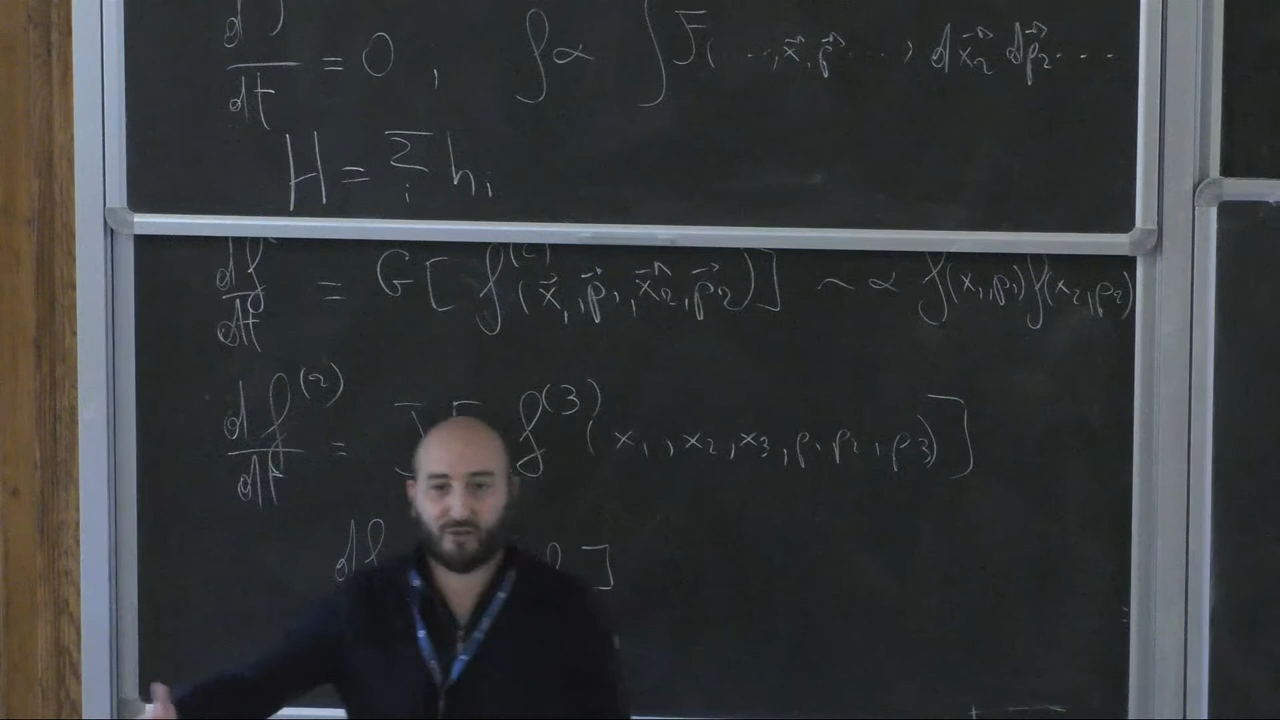 df/dt = 0 , f ∝ ∫ F( ..., x⃗, p⃗ ... ) dx⃗₂ dp⃗₂ ...
H = Σᵢ hᵢ
df/dt = G[ f⁽²⁾(x⃗₁, p⃗₁, x⃗₂, p⃗₂) ] ~ ∝ f(x₁,p₁) f(x₂,p₂)
df⁽²⁾/dt = [ f⁽³⁾( x₁, x₂, x₃, p₁ p₂, p₃) ]
df ]